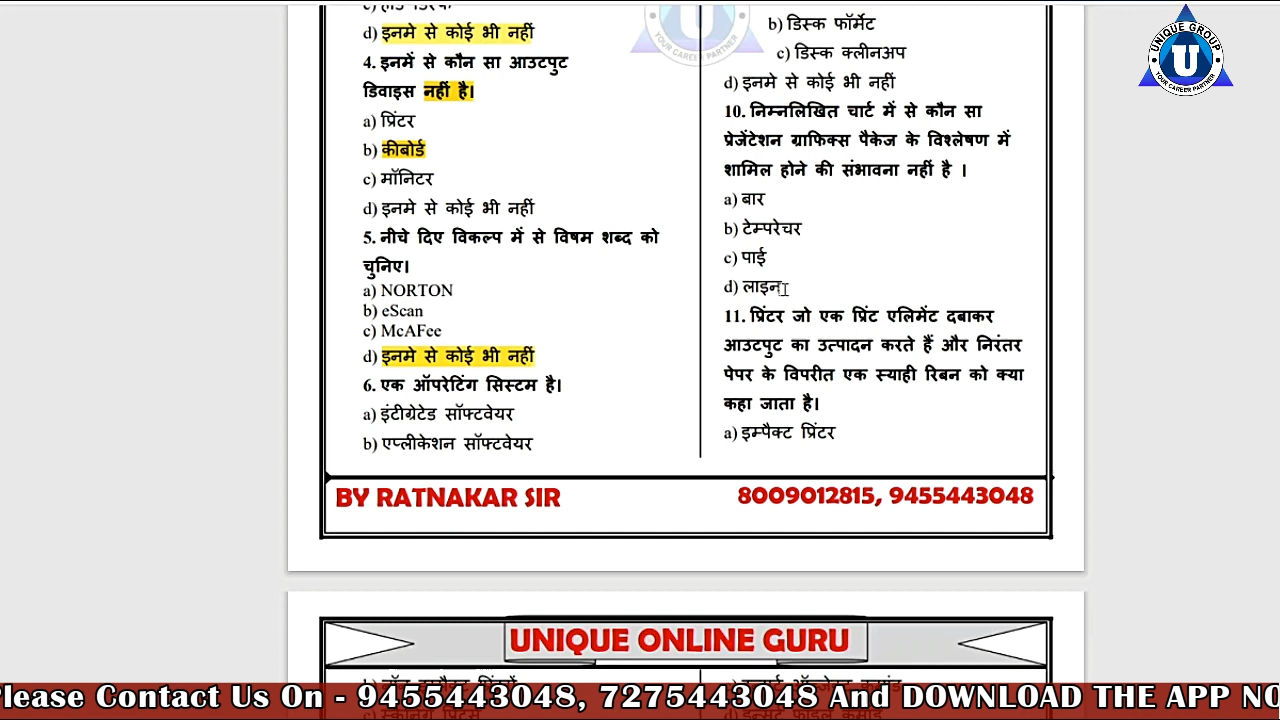 d) इनमे से कोई भी नहीं
4. इनमें से कौन सा आउटपुट
डिवाइस नहीं है।
a) प्रिंटर
b) कीबोर्ड
c) मॉनिटर
d) इनमे से कोई भी नहीं
5. नीचे दिए विकल्प में से विषम शब्द को
चुनिए।
a) NORTON
b) eScan
c) McAFee
d) इनमे से कोई भी नहीं
6. एक ऑपरेटिंग सिस्टम है।
a) इंटीग्रेटेड सॉफ्टवेयर
b) एप्लीकेशन सॉफ्टवेयर
b) डिस्क फॉर्मेट
c) डिस्क क्लीनअप
d) इनमे से कोई भी नहीं
10. निम्नलिखित चार्ट में से कौन सा
प्रेजेंटेशन ग्राफिक्स पैकेज के विश्लेषण में
शामिल होने की संभावना नहीं है ।
a) बार
b) टेम्परेचर
c) पाई
d) लाइन
11. प्रिंटर जो एक प्रिंट एलिमेंट दबाकर
आउटपुट का उत्पादन करते हैं और निरंतर
पेपर के विपरीत एक स्याही रिबन को क्या
कहा जाता है।
a) इम्पैक्ट प्रिंटर
YOUR CAREER PARTNER
UNIQUE GROUP
U
YOUR CAREER PARTNER
BY RATNAKAR SIR
8009012815, 9455443048
UNIQUE ONLINE GURU
lease Contact Us On - 9455443048, 7275443048 And DOWNLOAD THE APP NO